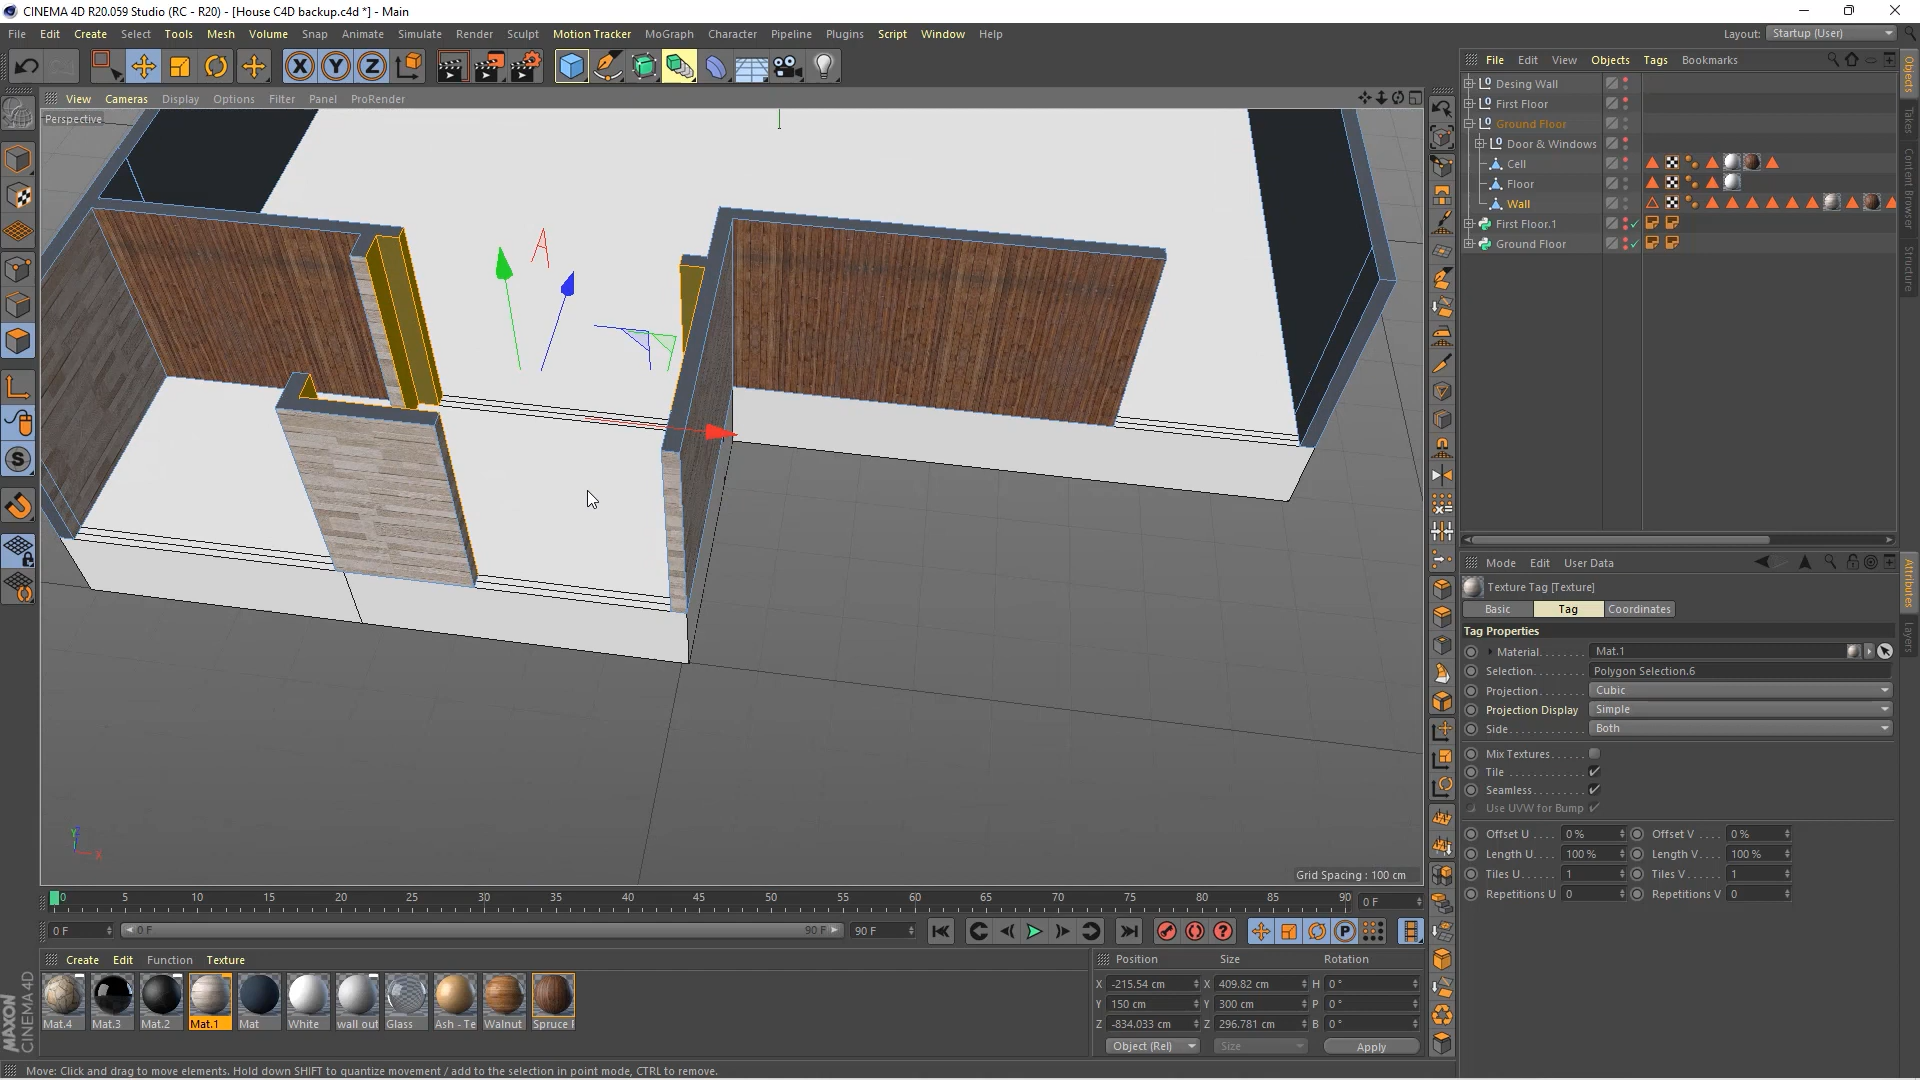 CINEMA 4D R20.059 Studio (RC - R20) - [House C4D backup.c4d *] - Main
File Edit Create Select Tools Mesh Volume Snap Animate Simulate Render Sculpt Motion Tracker MoGraph Character Pipeline Plugins Script Window Help
Layout: Startup (User)
File Edit View Objects Tags Bookmarks
View Cameras Display Options Filter Panel ProRender
Perspective
Desing Wall
First Floor
Ground Floor
Door & Windows
Cell
Floor
Wall
First Floor.1
Ground Floor
Objects
Takes
Content Browser
Structure
Mode Edit User Data
Texture Tag [Texture]
Basic Tag Coordinates
Tag Properties
Material. . . . . . . . Mat.1
Selection. . . . . . . . Polygon Selection.6
Projection. . . . . . . . Cubic
Projection Display Simple
Side. . . . . . . . . . . . Both
Mix Textures. . . . . .
Tile . . . . . . . . . . . . .
Seamless. . . . . . . . .
Use UVW for Bump
Offset U . . . . 0 % Offset V . . . . 0 %
Length U. . . . 100 % Length V. . . . 100 %
Tiles U. . . . . . 1 Tiles V. . . . . . 1
Repetitions U 0 Repetitions V 0
Attributes
Layers
Grid Spacing : 100 cm
0 5 10 15 20 25 30 35 40 45 50 55 60 65 70 75 80 85 90 0 F
0 F 0 F 90 F 90 F
Create Edit Function Texture
Mat.4 Mat.3 Mat.2 Mat.1 Mat White wall out Glass Ash - Te Walnut Spruce
Position Size Rotation
X -215.54 cm X 409.82 cm H 0 °
Y 150 cm Y 300 cm P 0 °
Z -834.033 cm Z 296.781 cm B 0 °
Object (Rel) Size Apply
MAXON
CINEMA 4D
Move: Click and drag to move elements. Hold down SHIFT to quantize movement / add to the selection in point mode, CTRL to remove.